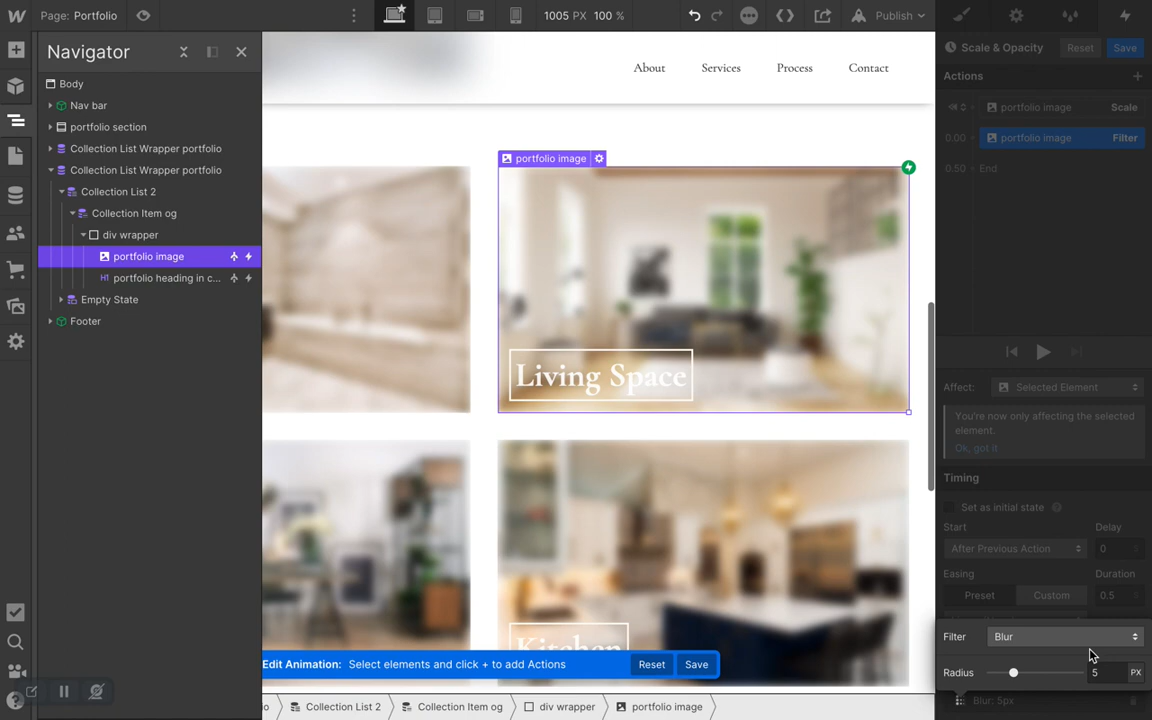 Page: Portfolio
1005 PX 100 %
Publish
Navigator
Body
Nav bar
portfolio section
Collection List Wrapper portfolio
Collection List Wrapper portfolio
Collection List 2
Collection Item og
div wrapper
portfolio image
H1 portfolio heading in c...
Empty State
Footer
About Services Process Contact
portfolio image
Living Space
Kitchen
Edit Animation: Select elements and click + to add Actions Reset Save
Collection List 2 Collection Item og div wrapper portfolio image
Scale & Opacity Reset Save
Actions
portfolio image Scale
0.00 portfolio image Filter
0.50 End
Affect: Selected Element
You're now only affecting the selected
element.
Ok, got it
Timing
Set as initial state
Start Delay
After Previous Action 0
Easing Duration
Preset Custom 0.5
Filter Blur
Radius 5 PX
Blur: 5px